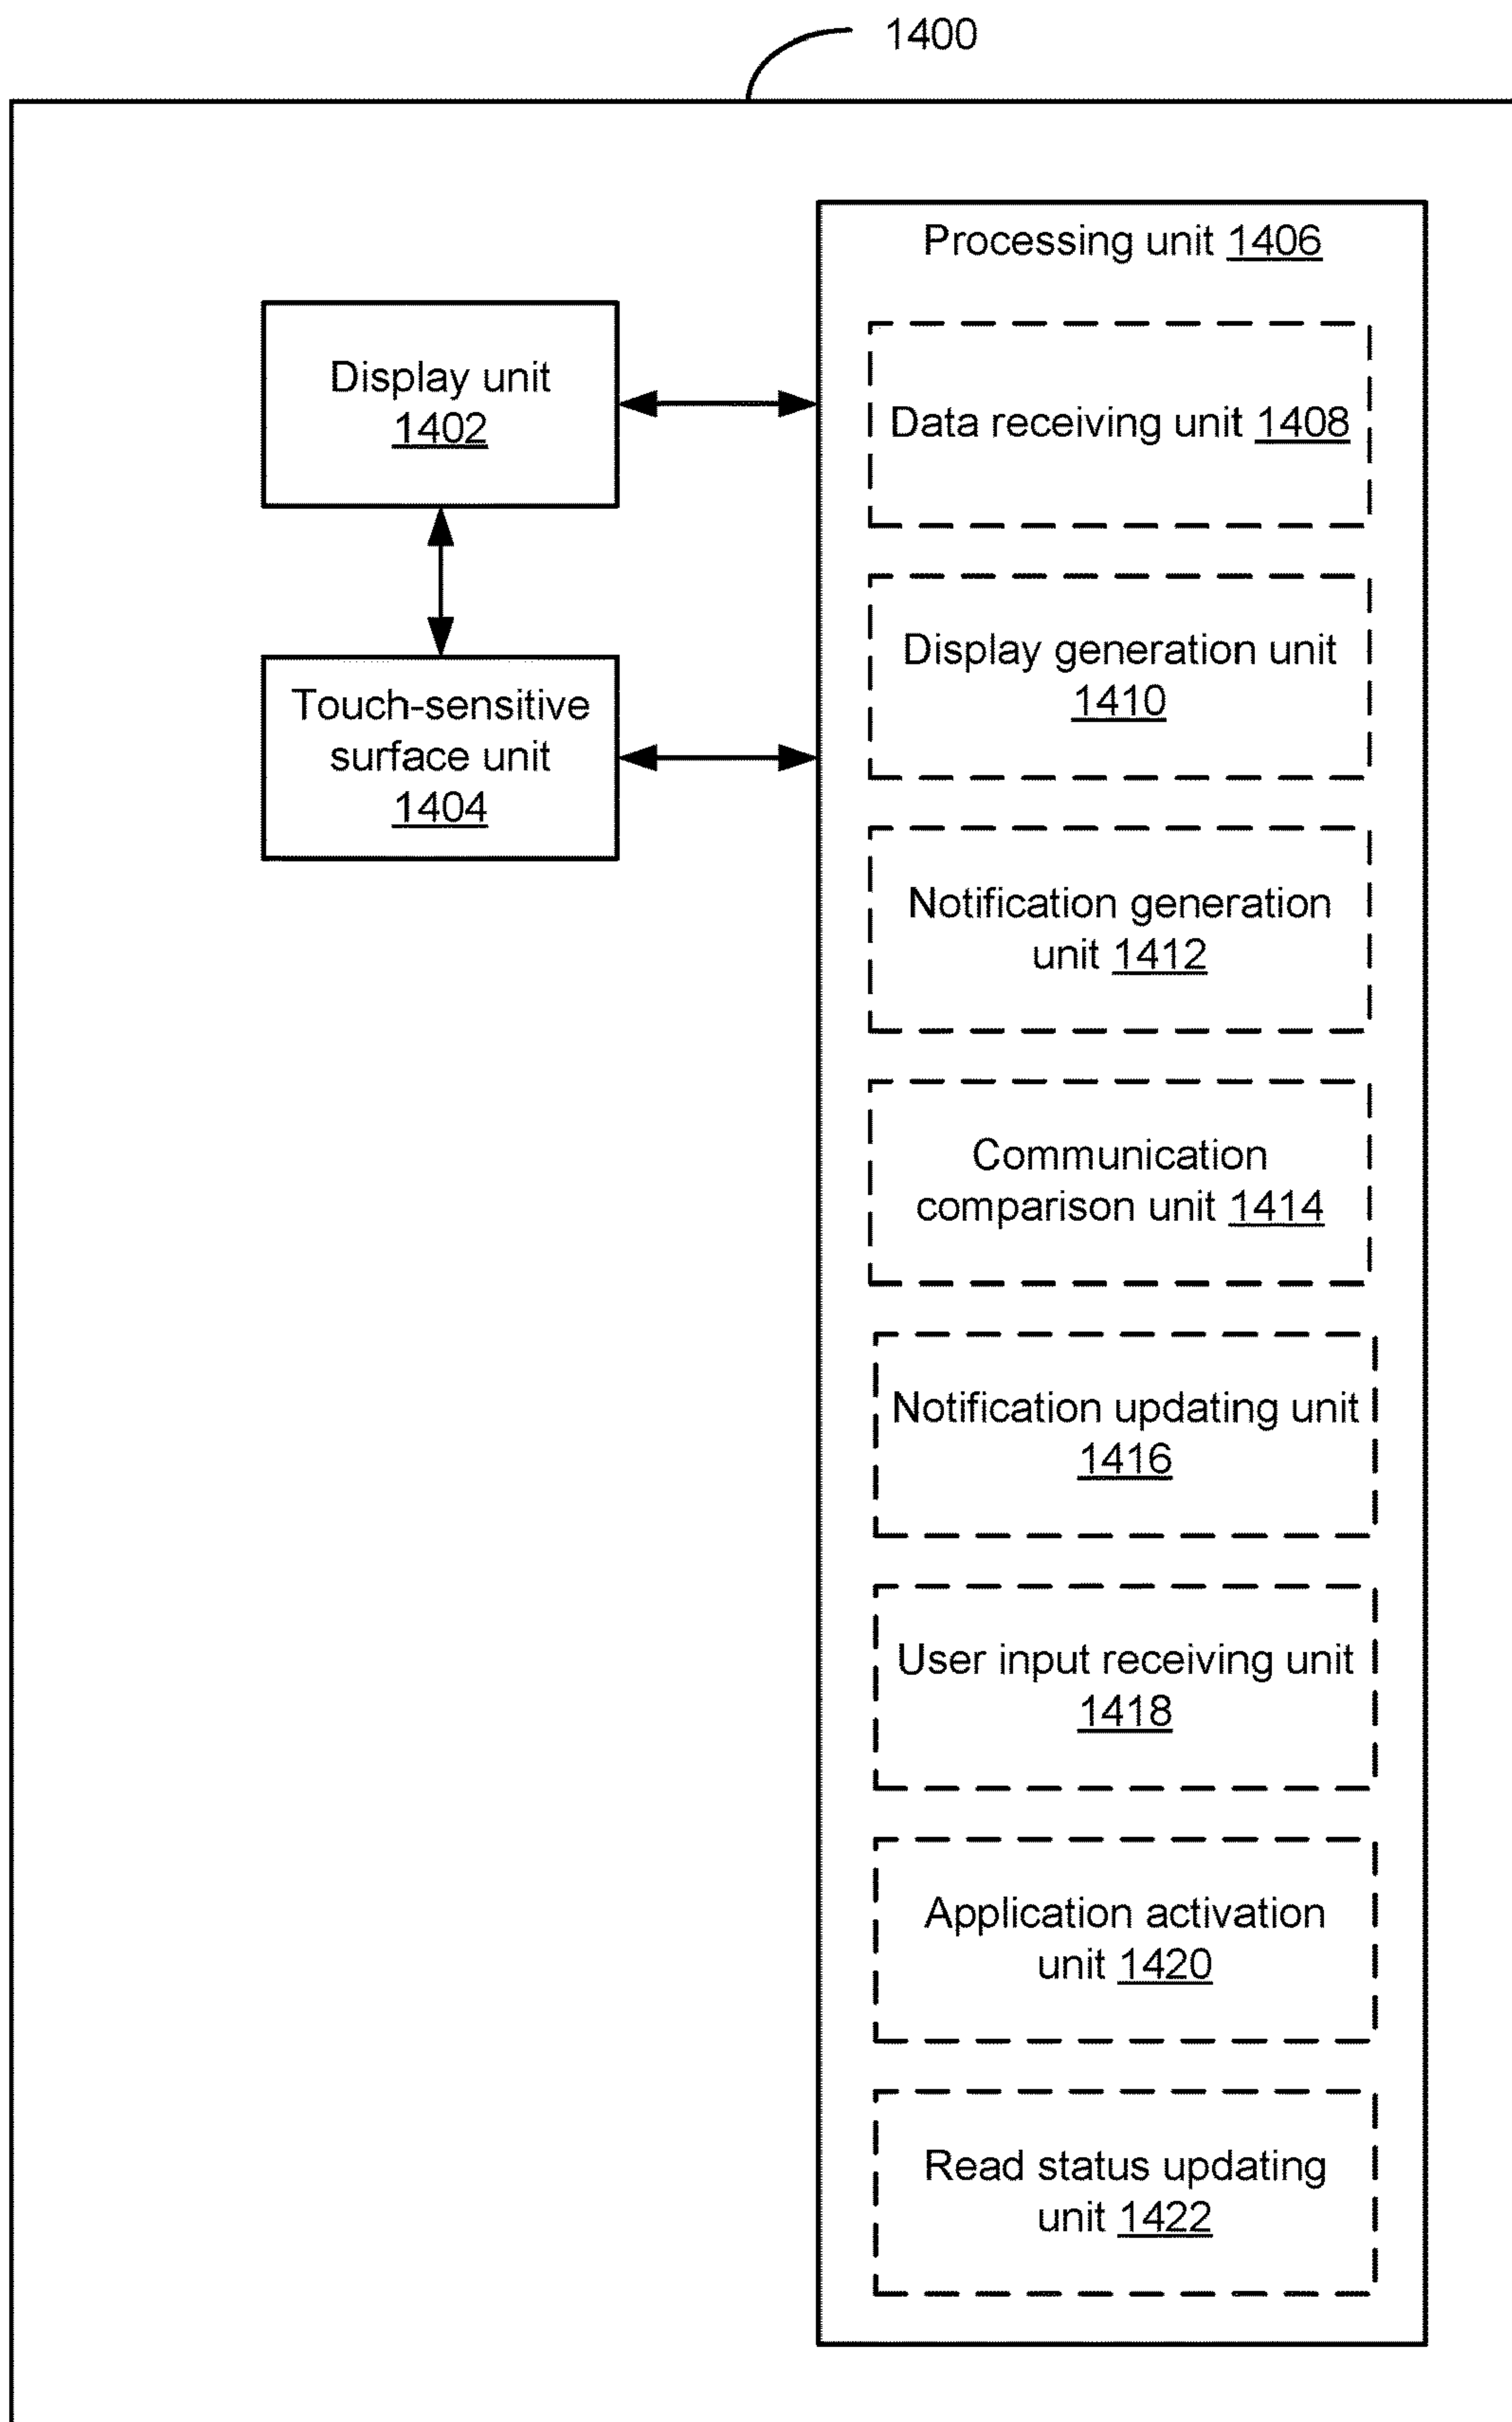 1400
Processing unit 1406
Display unit
1402
Data receiving unit 1408
Display generation unit
1410
Touch-sensitive
surface unit
1404
Notification generation
unit 1412
Communication
comparison unit 1414
Notification updating unit
1416
User input receiving unit
1418
Application activation
unit 1420
Read status updating
unit 1422